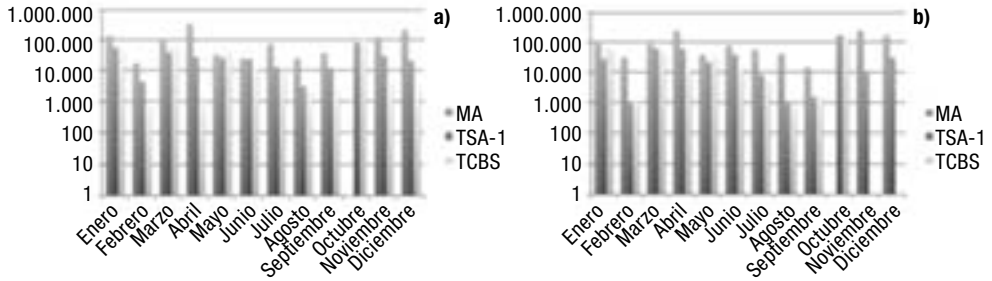 a)
1.000.000
100.000
10.000
1.000
100
10
1
Enero
Febrero
Marzo
Abril
Mayo
Junio
Julio
Agosto
Septiembre
Octubre
Noviembre
Diciembre
MA
TSA-1
TCBS
b)
1.000.000
100.000
10.000
1.000
100
10
1
Enero
Febrero
Marzo
Abril
Mayo
Junio
Julio
Agosto
Septiembre
Octubre
Noviembre
Diciembre
MA
TSA-1
TCBS